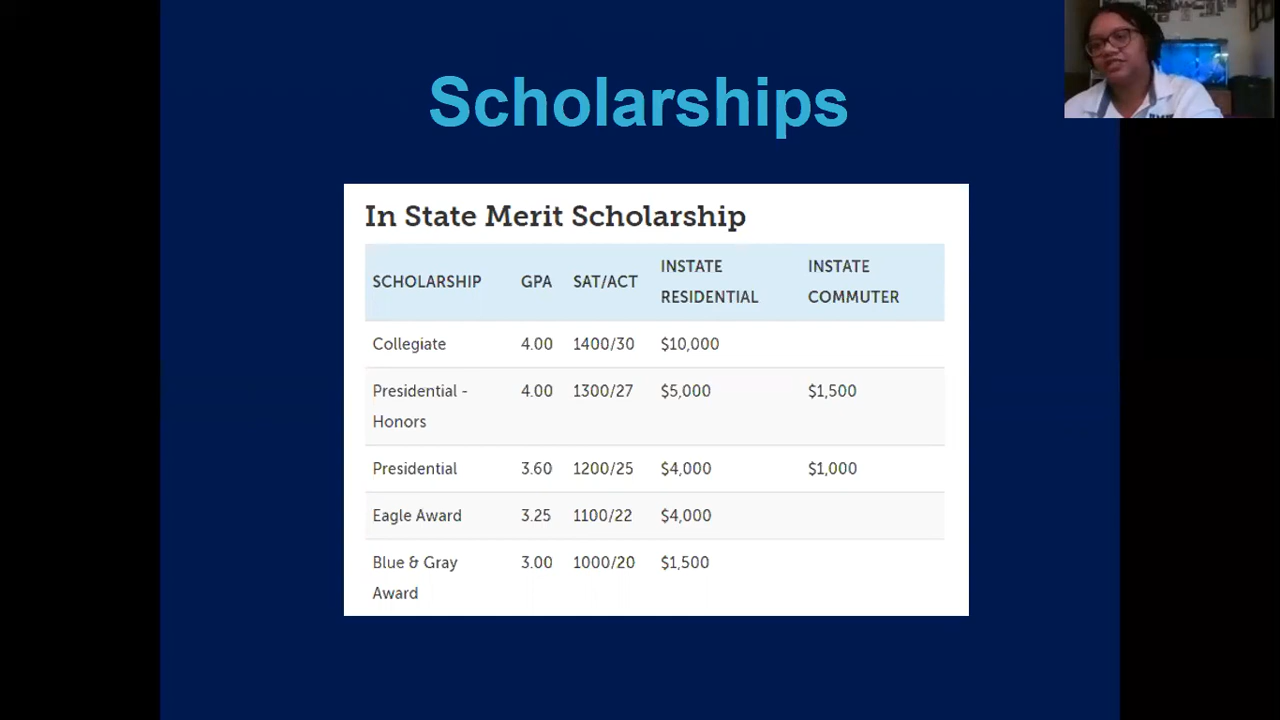 Scholarships
In State Merit Scholarship
SCHOLARSHIP GPA SAT/ACT INSTATE RESIDENTIAL INSTATE COMMUTER
Collegiate 4.00 1400/30 $10,000
Presidential - Honors 4.00 1300/27 $5,000 $1,500
Presidential 3.60 1200/25 $4,000 $1,000
Eagle Award 3.25 1100/22 $4,000
Blue & Gray Award 3.00 1000/20 $1,500